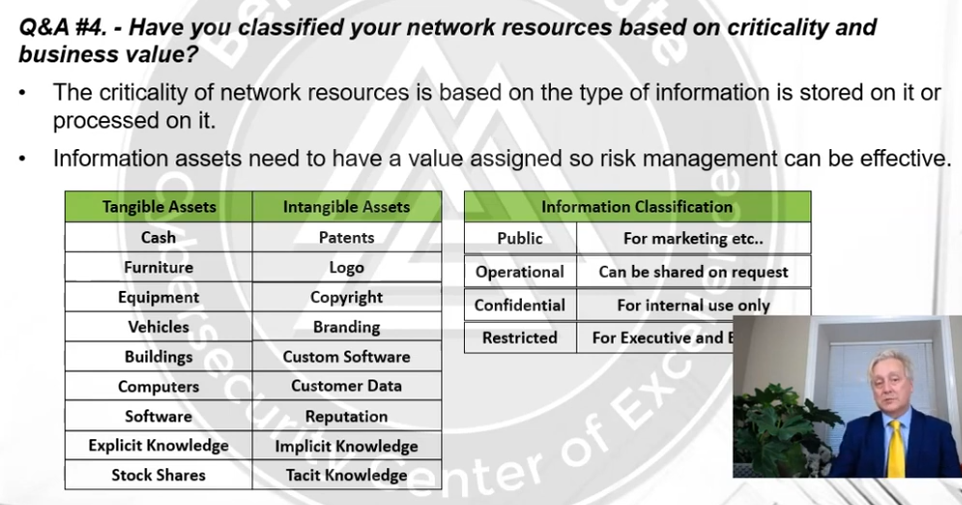 Q&A #4. - Have you classified your network resources based on criticality and
business value?
• The criticality of network resources is based on the type of information is stored on it or
processed on it.
• Information assets need to have a value assigned so risk management can be effective.
Tangible Assets Intangible Assets
Cash Patents
Furniture Logo
Equipment Copyright
Vehicles Branding
Buildings Custom Software
Computers Customer Data
Software Reputation
Explicit Knowledge Implicit Knowledge
Stock Shares Tacit Knowledge
Information Classification
Public For marketing etc..
Operational Can be shared on request
Confidential For internal use only
Restricted For Executive and
Cybersecurity Center of Excellence